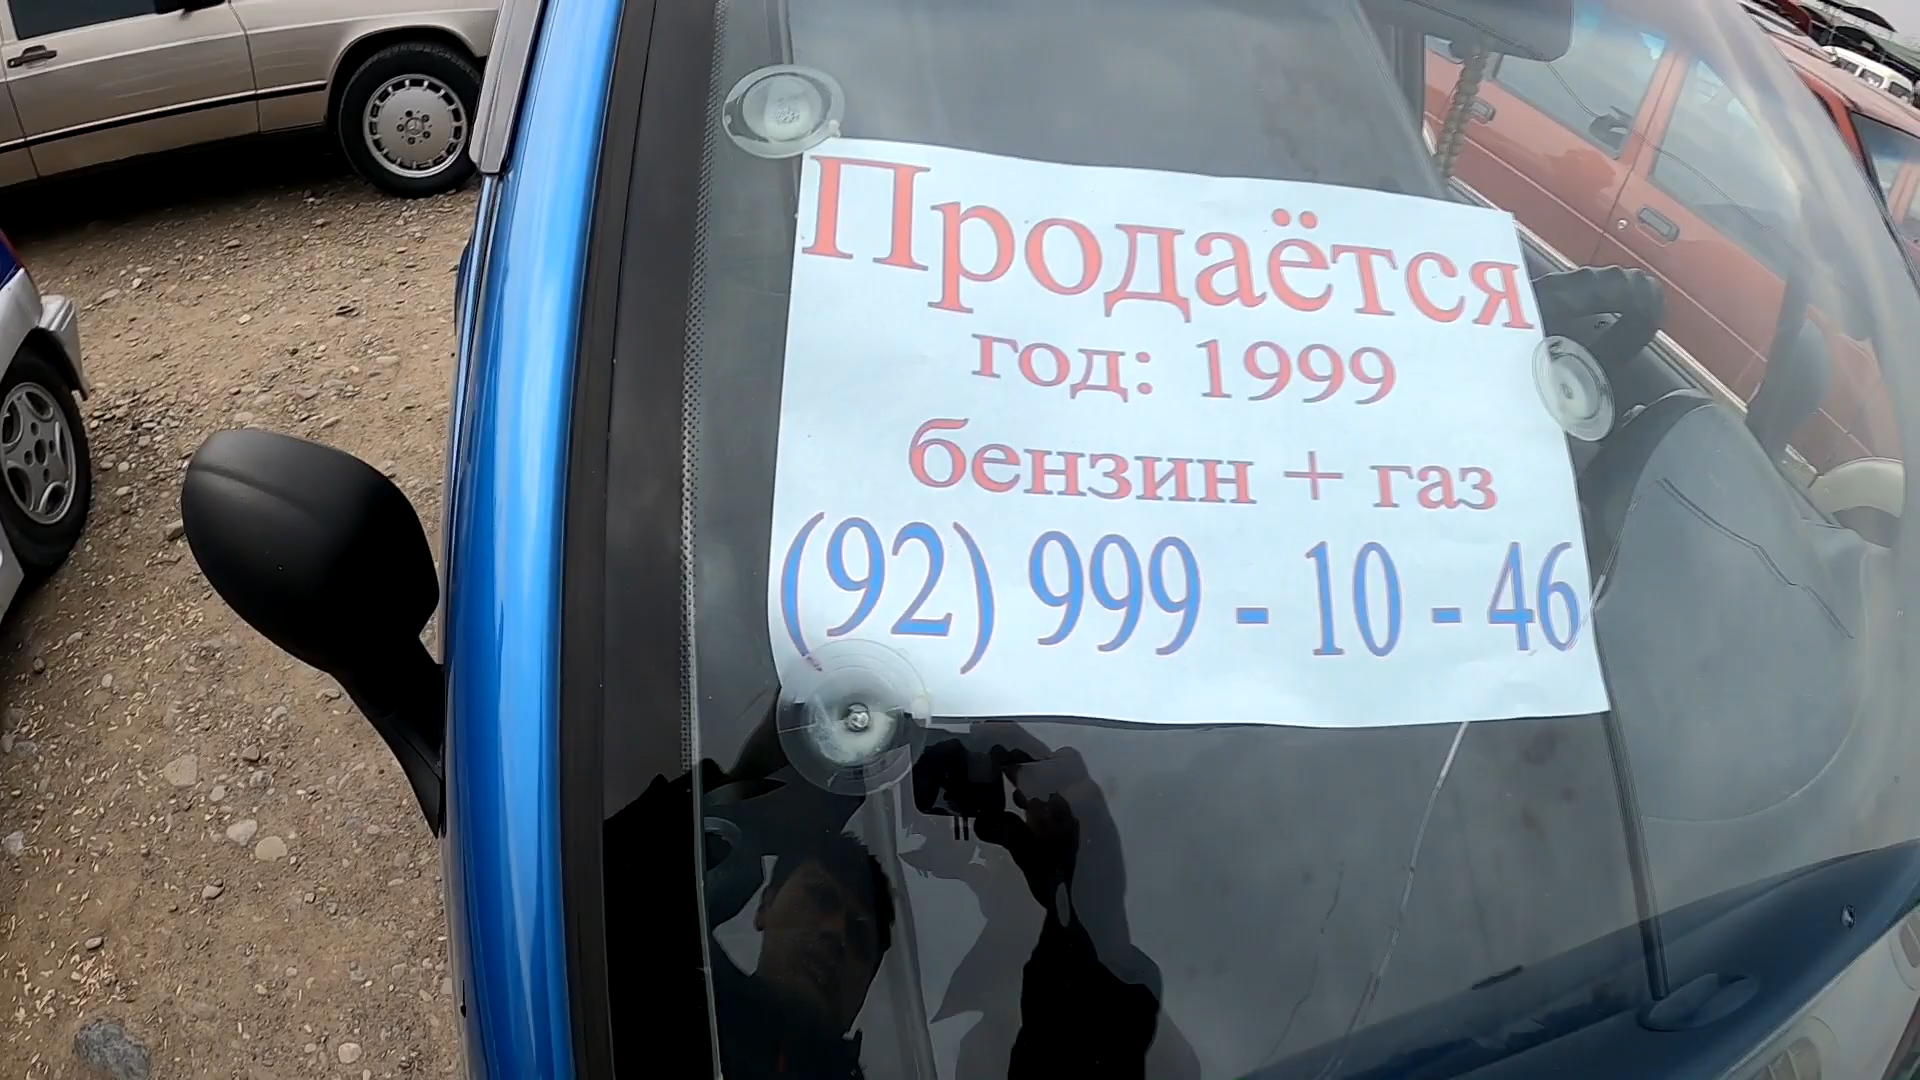 Продаётся
год: 1999
бензин + газ
(92) 999 - 10 - 46